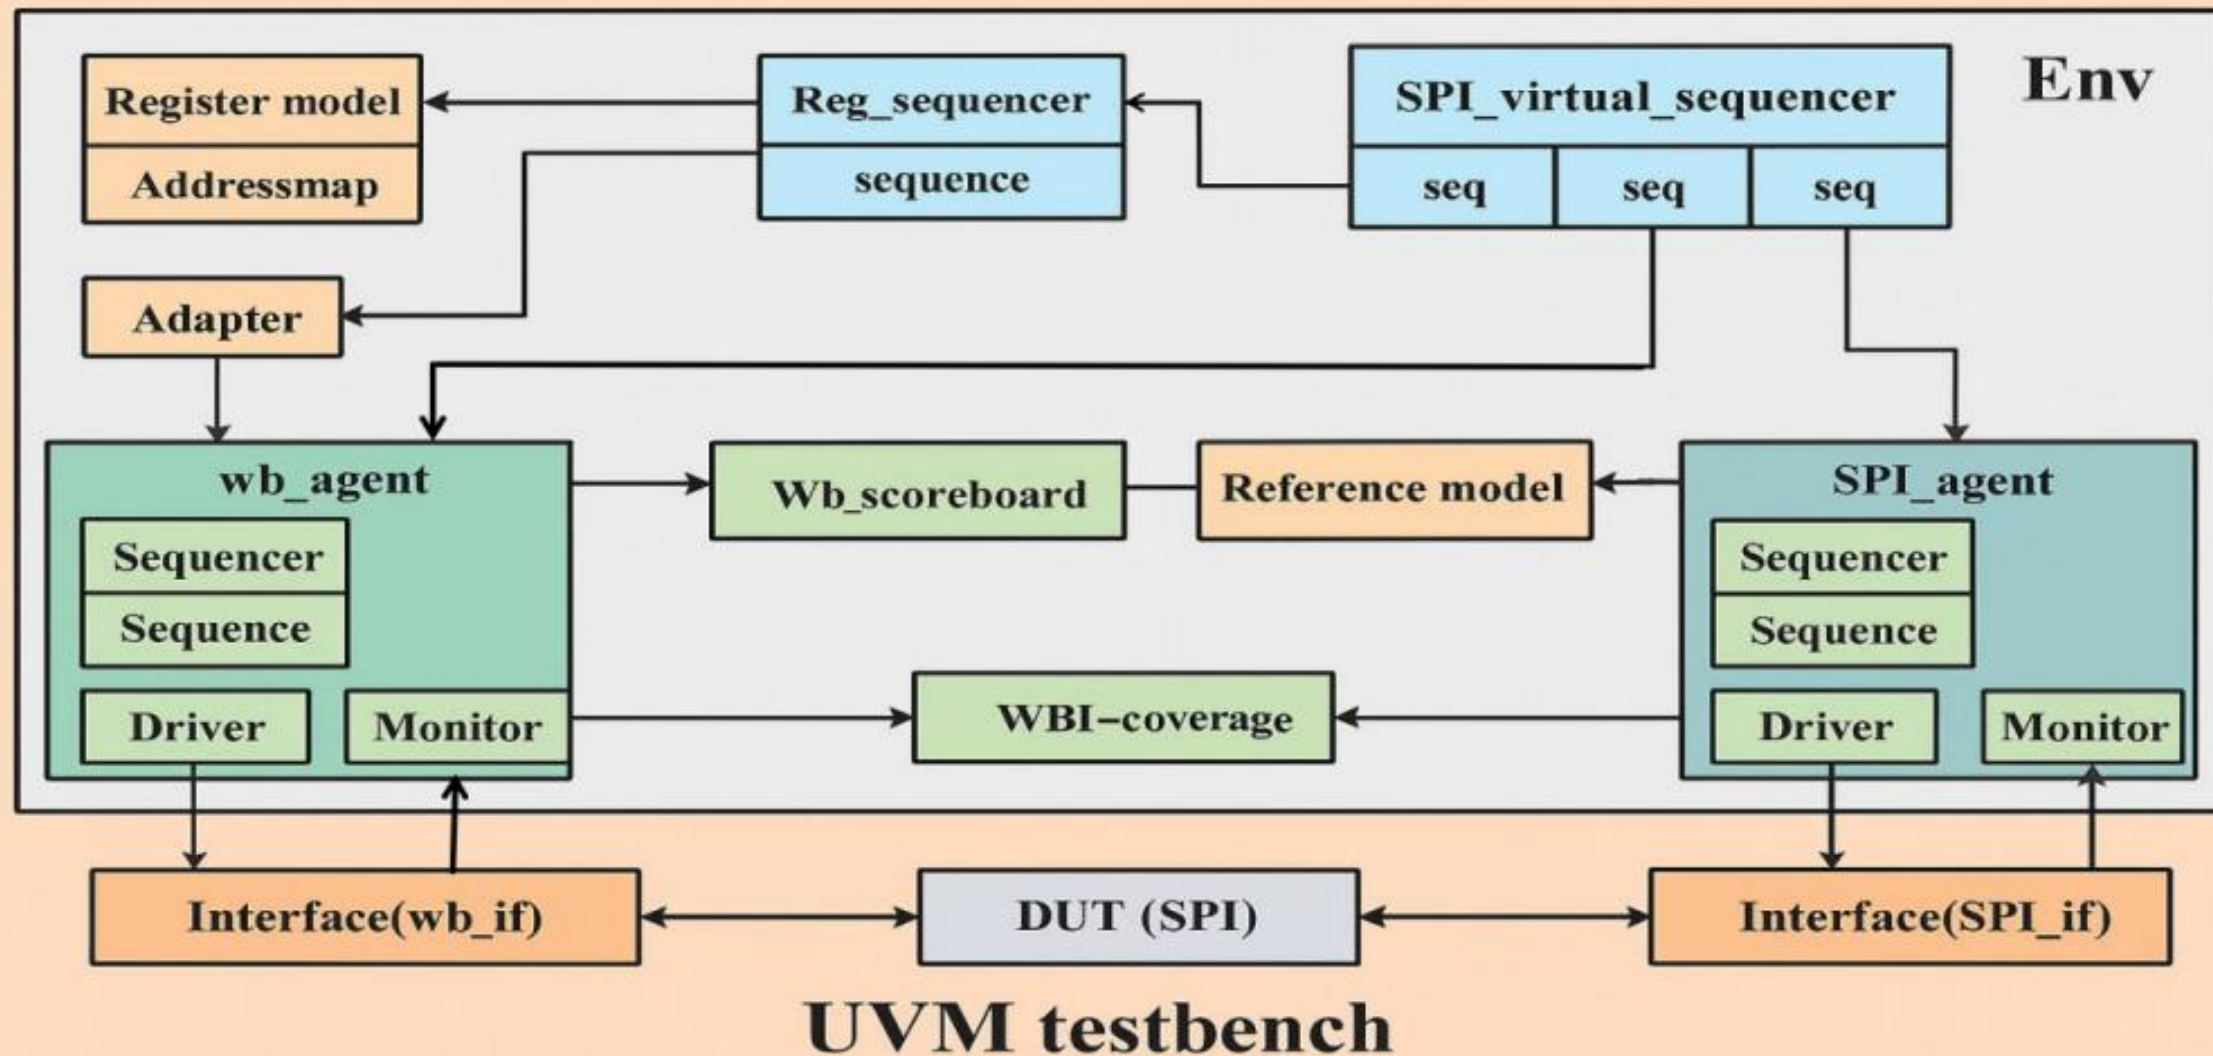 Env
Register model
Addressmap
Reg_sequencer
sequence
SPI_virtual_sequencer
seq
seq
seq
Adapter
wb_agent
Sequencer
Sequence
Driver
Monitor
Wb_scoreboard
Reference model
WBI-coverage
SPI_agent
Sequencer
Sequence
Driver
Monitor
Interface(wb_if)
DUT (SPI)
Interface(SPI_if)
UVM testbench